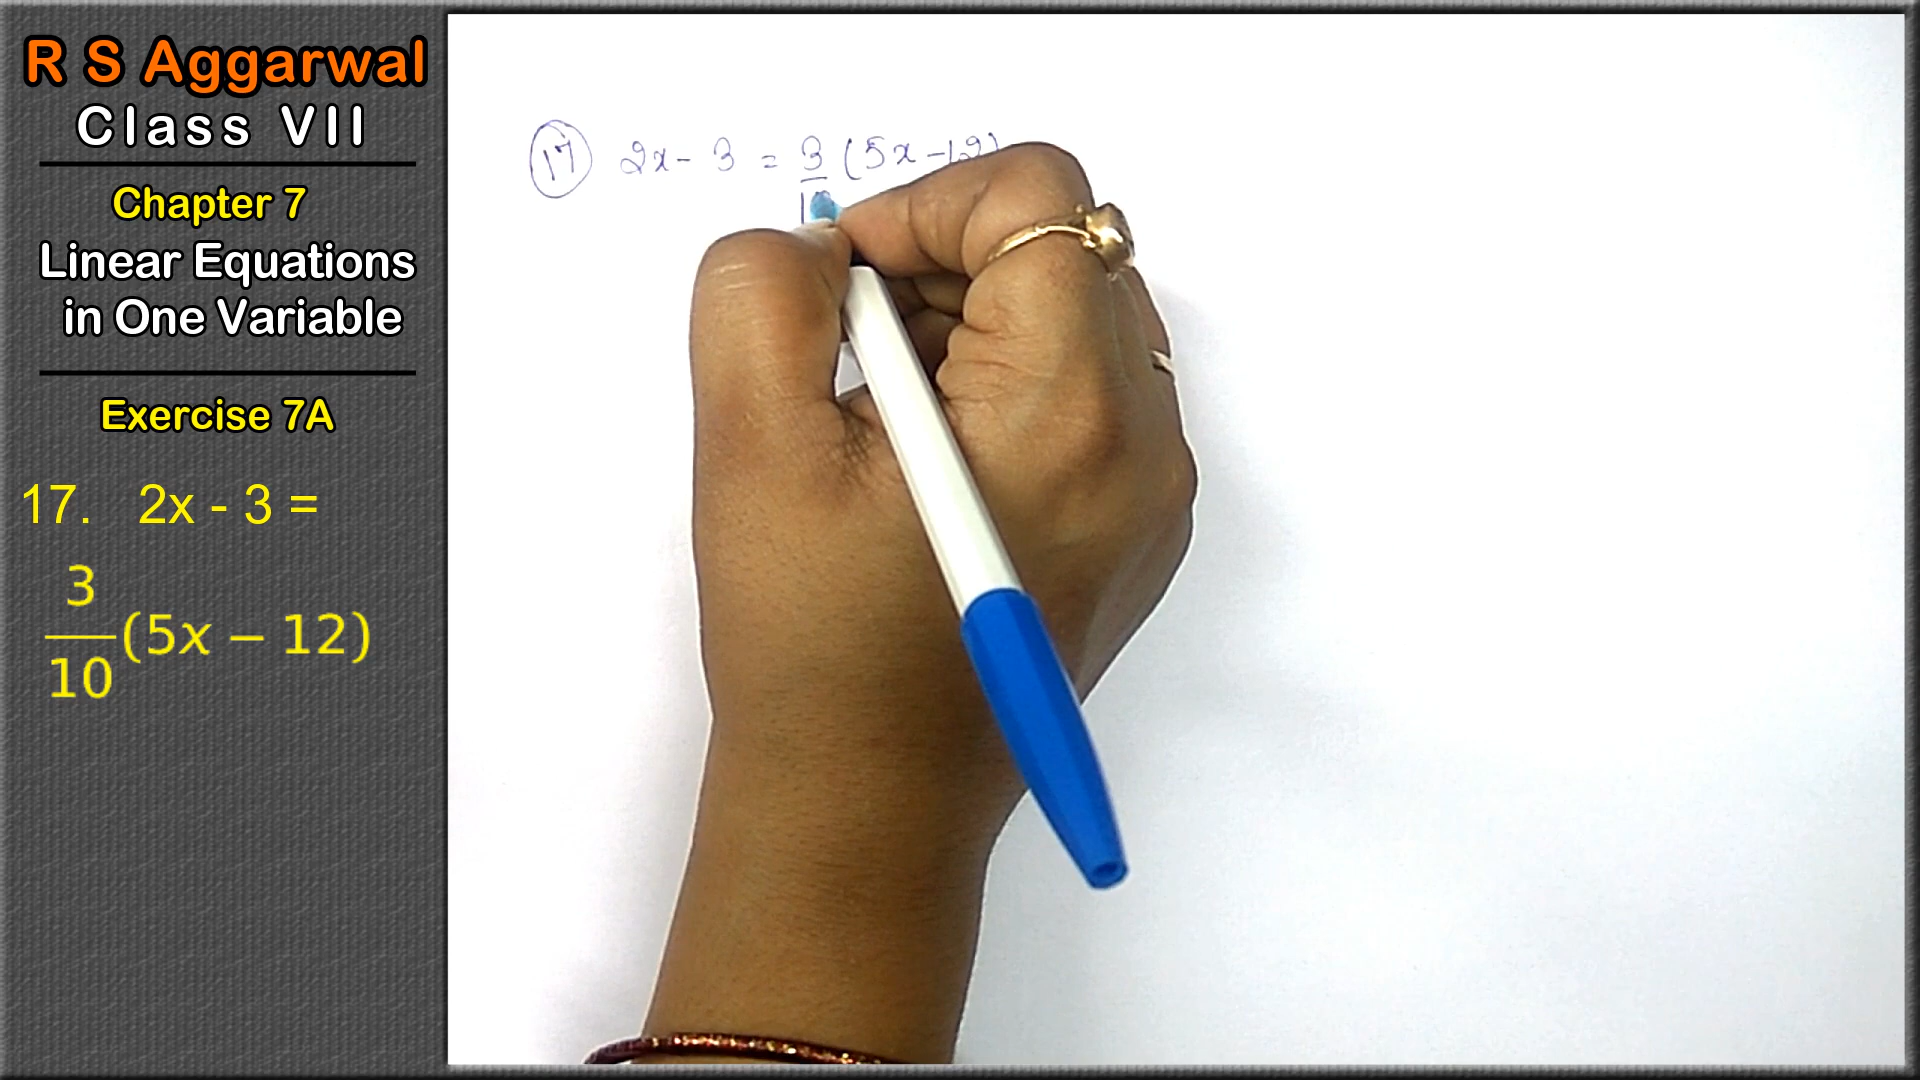 R S Aggarwal
Class VII
Chapter 7
Linear Equations
in One Variable
Exercise 7A
17. 2x - 3 =
3
10
(5x – 12)
17 2x - 3 = 3 (5x - 12)